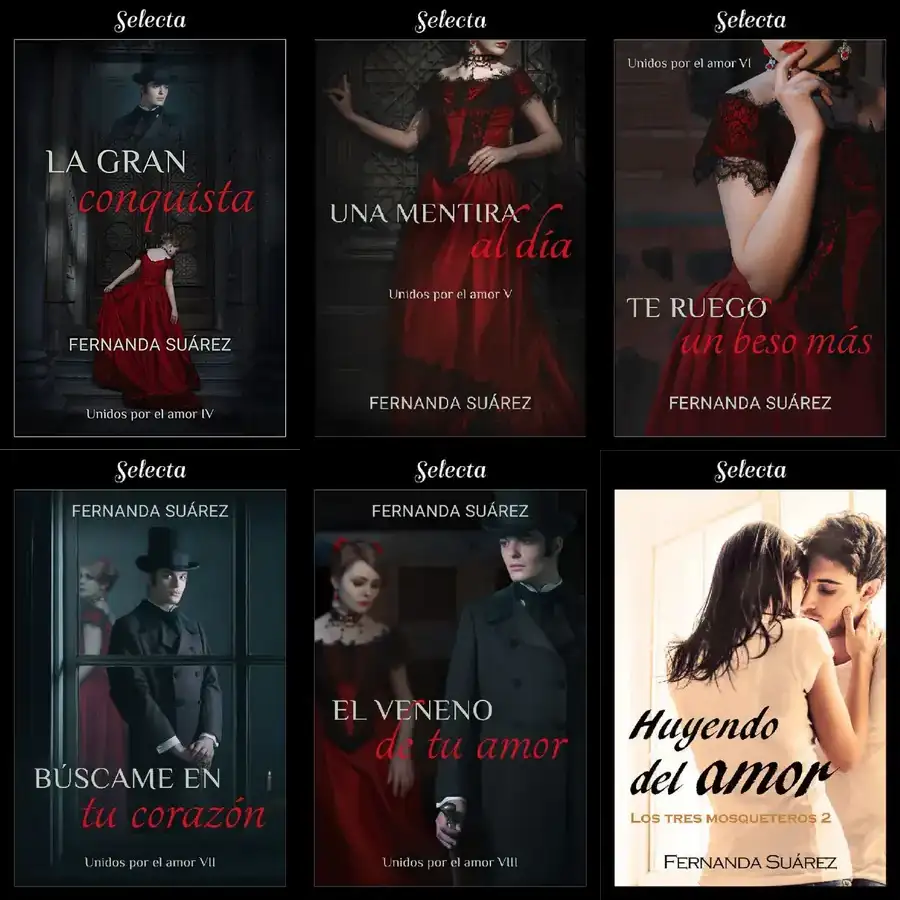 Selecta
LA GRAN
conquista
FERNANDA SUÁREZ
Unidos por el amor IV
Selecta
UNA MENTIRA
al día
Unidos por el amor V
FERNANDA SUÁREZ
Selecta
Unidos por el amor VI
TE RUEGO
un beso más
FERNANDA SUÁREZ
Selecta
FERNANDA SUÁREZ
BÚSCAME EN
tu corazón
Unidos por el amor VII
Selecta
FERNANDA SUÁREZ
EL VENENO
de tu amor
Unidos por el amor VIII
Selecta
Huyendo
del amor
LOS TRES MOSQUETEROS 2
FERNANDA SUÁREZ